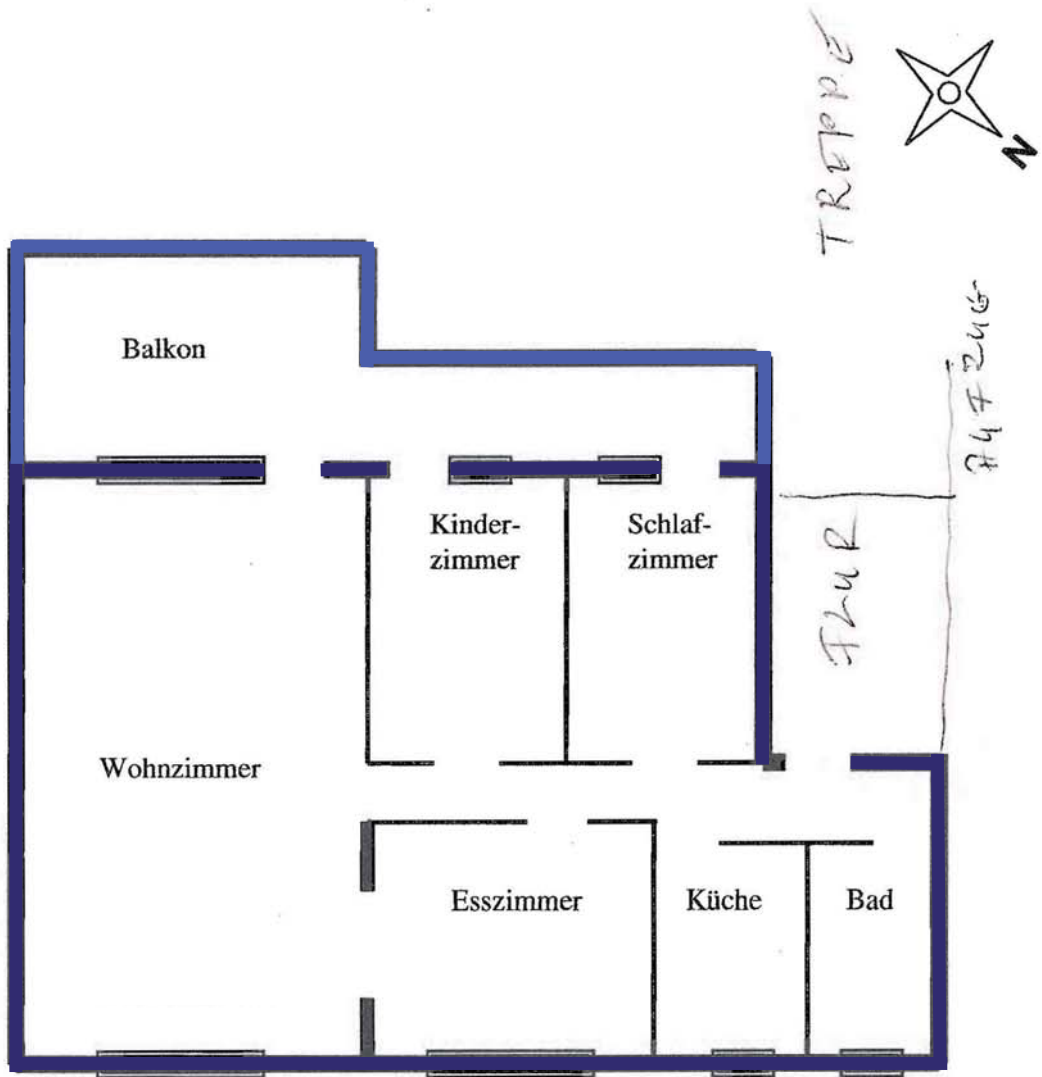 TREPPE
N
Balkon
AUFZUG
Kinder-
zimmer
Schlaf-
zimmer
FLUR
Wohnzimmer
Esszimmer
Küche
Bad